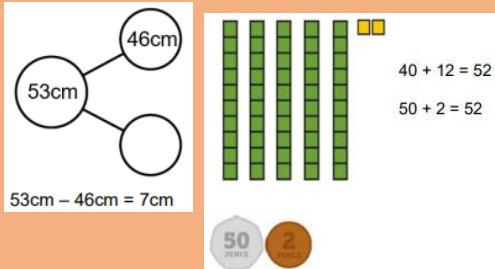 46cm
53cm
53cm – 46cm = 7cm
40 + 12 = 52
50 + 2 = 52
50
PENCE
2
PENCE